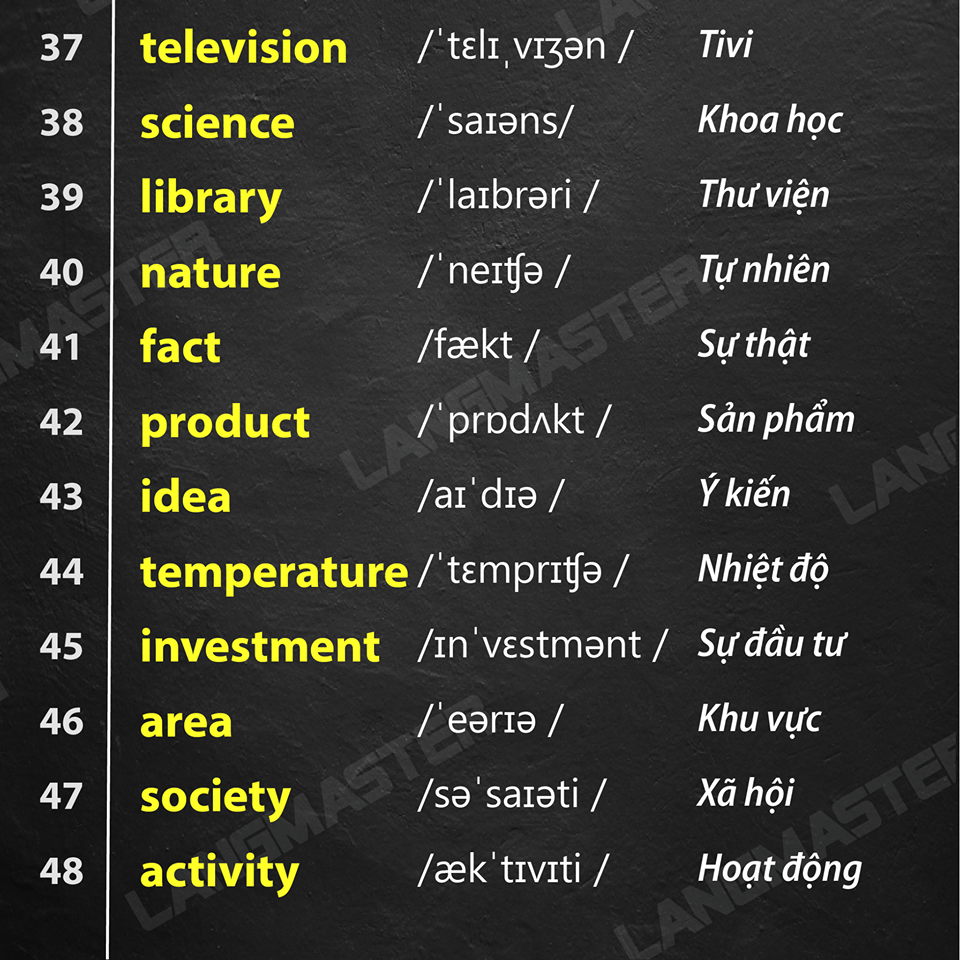 37 television /ˈtɛlɪˌvɪʒən / Tivi
38 science /ˈsaɪəns/ Khoa học
39 library /ˈlaɪbrəri / Thư viện
40 nature /ˈneɪʧə / Tự nhiên
41 fact /fækt / Sự thật
42 product /ˈprɒdʌkt / Sản phẩm
43 idea /aɪˈdɪə / Ý kiến
44 temperature /ˈtɛmprɪʧə / Nhiệt độ
45 investment /ɪnˈvɛstmənt / Sự đầu tư
46 area /ˈeərɪə / Khu vực
47 society /səˈsaɪəti / Xã hội
48 activity /ækˈtɪvɪti / Hoạt động
LANGMASTER
LANGMASTER
LANGMASTER
LANGMASTER